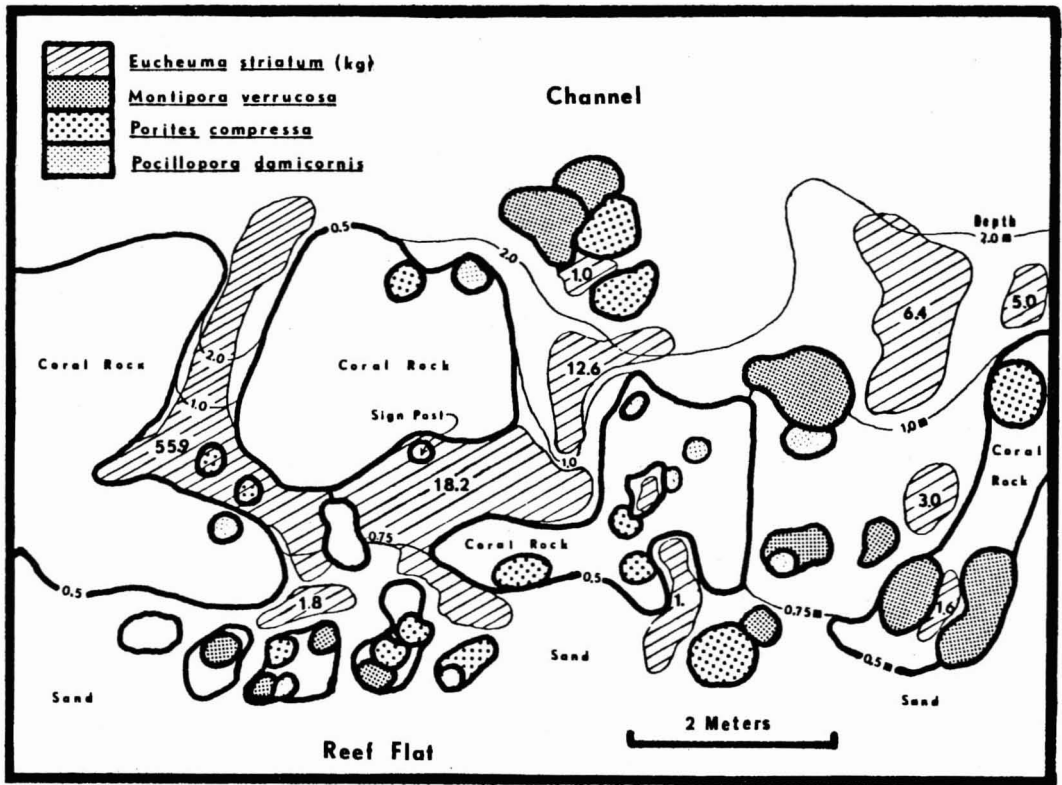 Eucheuma striatum (kg)
Montipora verrucosa
Porites compressa
Pocillopora damicornis
Channel
0.5
2.0
1.0
Depth
2.0 m
5.0
6.4
2.0
Coral Rock
Coral Rock
12.6
Sign Post
1.0
1.0 m
55.9
18.2
1.0
Coral
Rock
3.0
0.75
Coral Rock
0.5
0.5
1.8
1.
0.75 m
1.6
Sand
0.5 m
Sand
Sand
2 Meters
Reef Flat